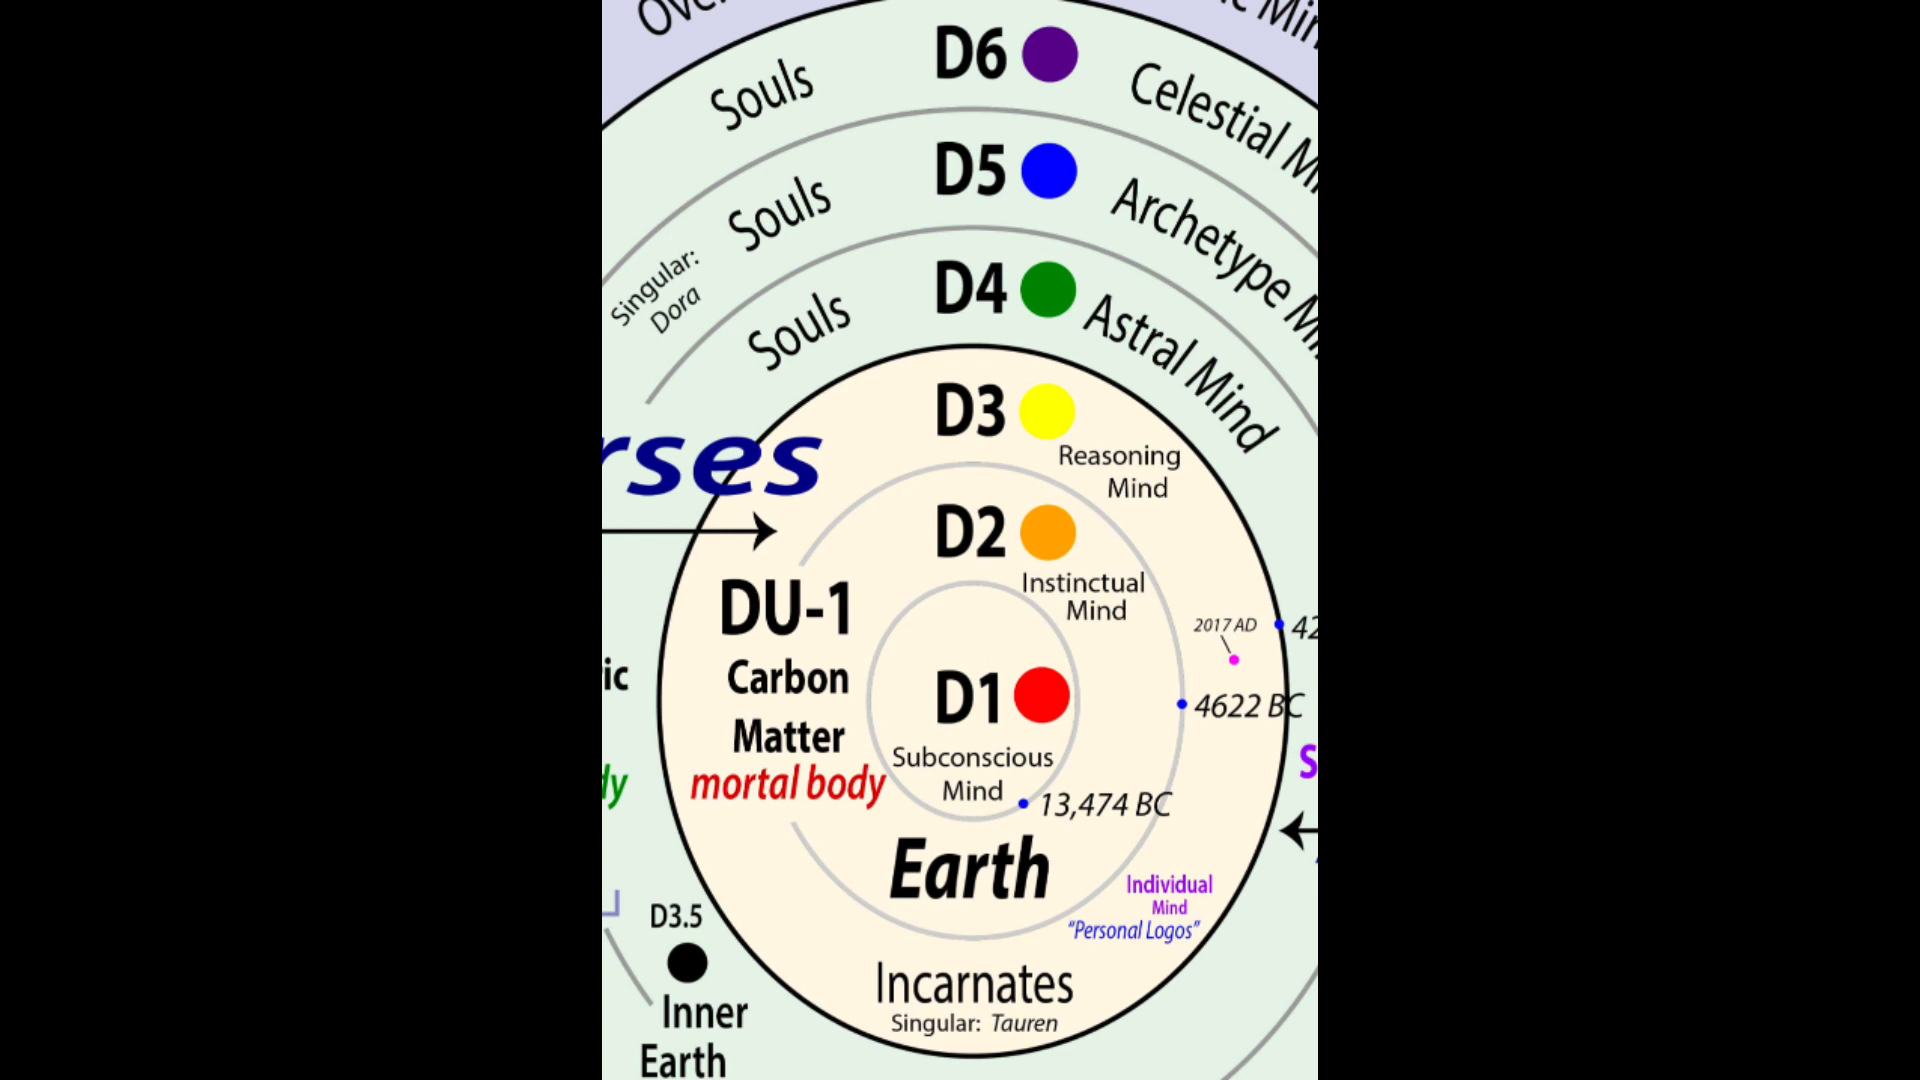 D6
Souls
Celestial
D5
Souls
Archetype
Singular:
Dora
D4
Souls
Astral Mind
D3
Reasoning
Mind
D2
Instinctual
Mind
DU-1
Carbon
Matter
mortal body
D1
Subconscious
Mind
2017 AD
4622 BC
13,474 BC
Earth
Individual
Mind
“Personal Logos”
D3.5
Inner
Earth
Incarnates
Singular: Tauren